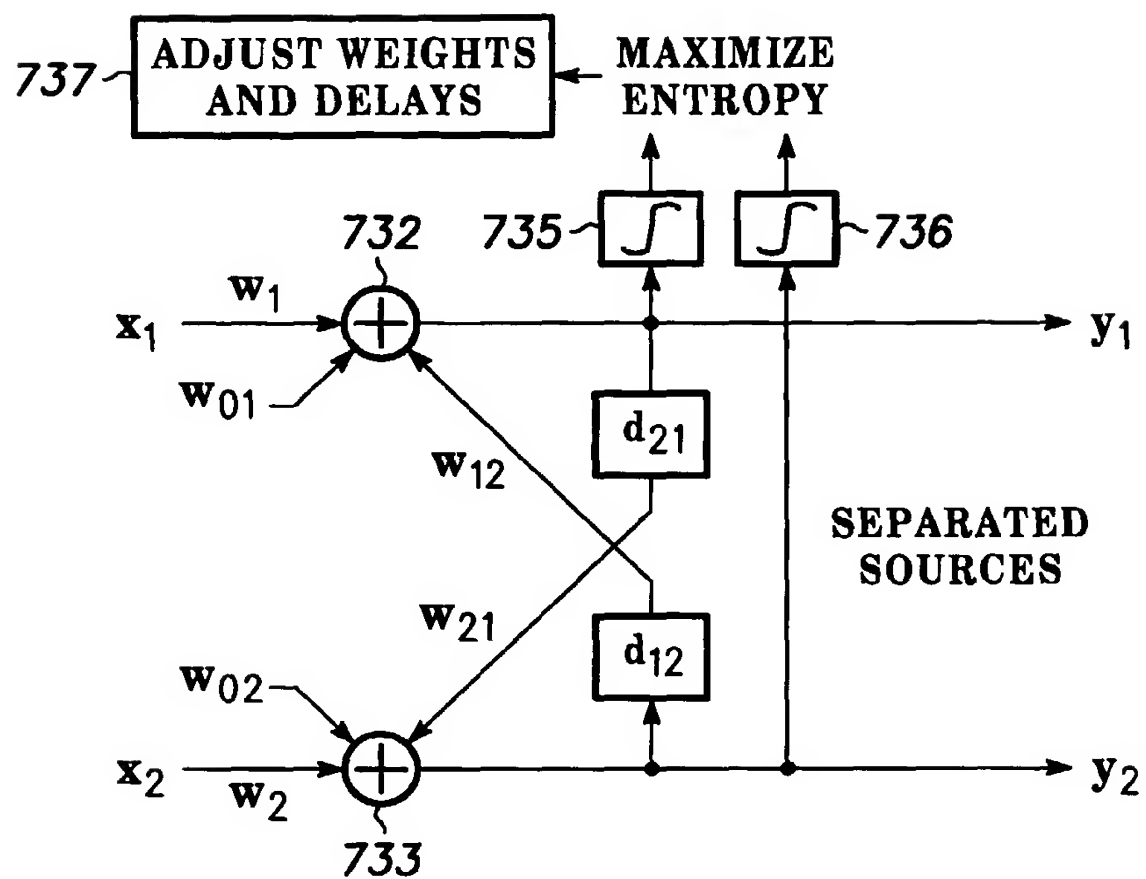 737
ADJUST WEIGHTS
AND DELAYS
MAXIMIZE
ENTROPY
732
735
736
w1
x1
y1
w01
d21
w12
SEPARATED
SOURCES
w21
d12
w02
x2
w2
y2
733